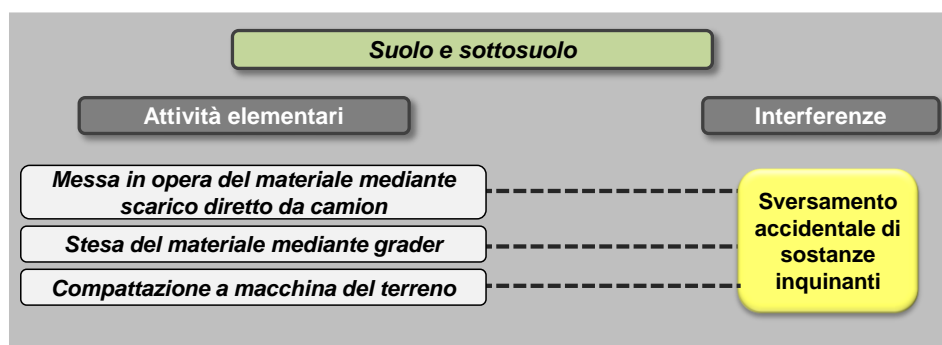 Suolo e sottosuolo
Attività elementari
Interferenze
Messa in opera del materiale mediante
scarico diretto da camion
Stesa del materiale mediante grader
Compattazione a macchina del terreno
Sversamento
accidentale di
sostanze
inquinanti